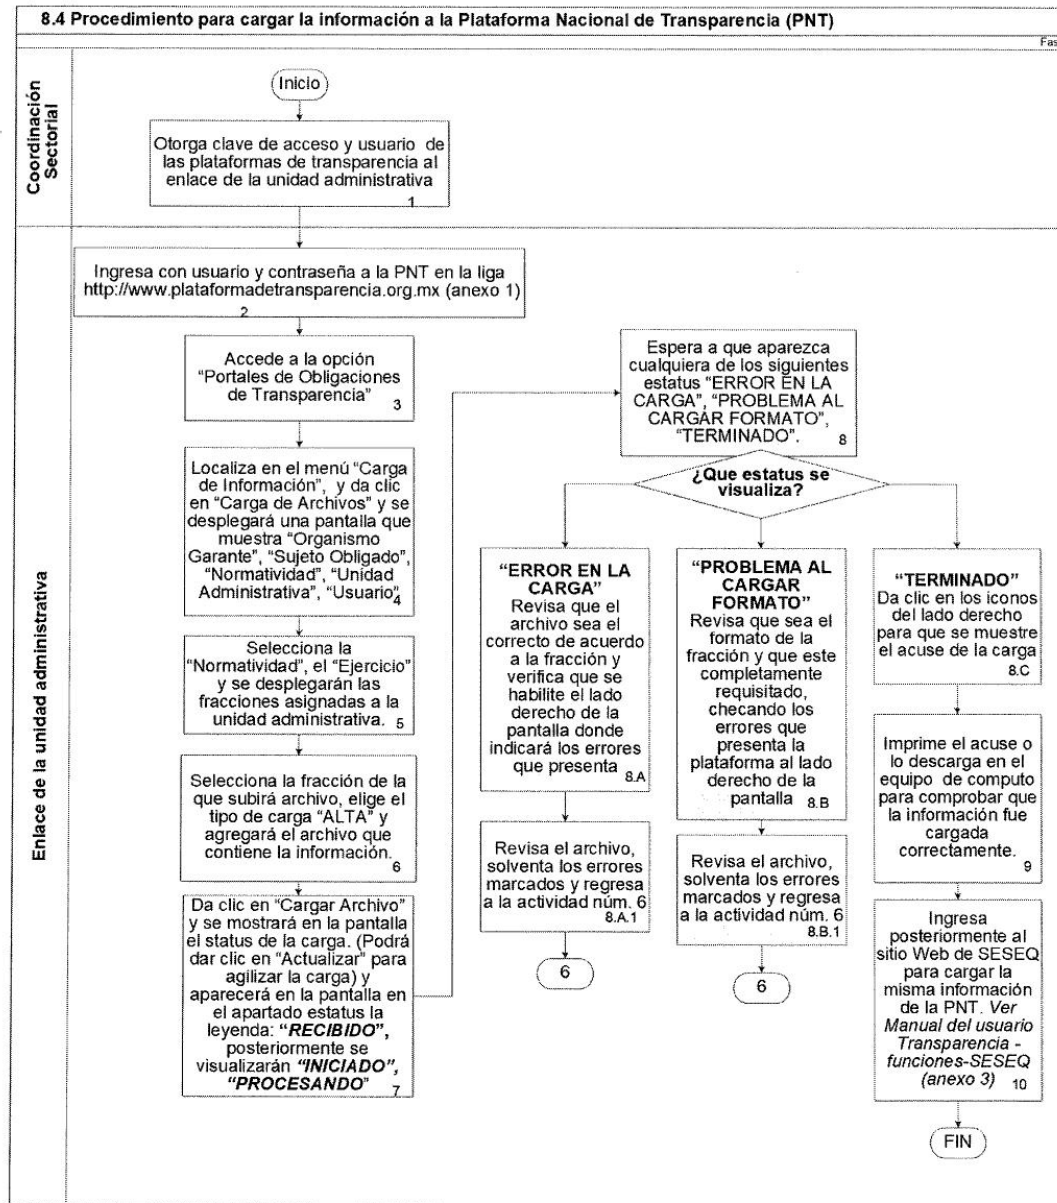 8.4 Procedimiento para cargar la información a la Plataforma Nacional de Transparencia (PNT)
Fas
Coordinación
Sectorial
Inicio
Otorga clave de acceso y usuario de
las plataformas de transparencia al
enlace de la unidad administrativa
1
Enlace de la unidad administrativa
Ingresa con usuario y contraseña a la PNT en la liga
http://www.plataformadetransparencia.org.mx (anexo 1)
2
Accede a la opción
“Portales de Obligaciones
de Transparencia”
3
Localiza en el menú “Carga
de Información”, y da clic
en “Carga de Archivos” y se
desplegará una pantalla que
muestra “Organismo
Garante”, “Sujeto Obligado”,
“Normatividad”, “Unidad
Administrativa”, “Usuario”
4
Selecciona la
“Normatividad”, el “Ejercicio”
y se desplegarán las
fracciones asignadas a la
unidad administrativa.
5
Selecciona la fracción de la
que subirá archivo, elige el
tipo de carga “ALTA” y
agregará el archivo que
contiene la información.
6
Da clic en “Cargar Archivo”
y se mostrará en la pantalla
el status de la carga. (Podrá
dar clic en “Actualizar” para
agilizar la carga) y
aparecerá en la pantalla en
el apartado estatus la
leyenda: “RECIBIDO”,
posteriormente se
visualizarán “INICIADO”,
“PROCESANDO”
7
Espera a que aparezca
cualquiera de los siguientes
estatus “ERROR EN LA
CARGA”, “PROBLEMA AL
CARGAR FORMATO”,
“TERMINADO”.
8
¿Que estatus se
visualiza?
“ERROR EN LA
CARGA”
Revisa que el
archivo sea el
correcto de acuerdo
a la fracción y
verifica que se
habilite el lado
derecho de la
pantalla donde
indicará los errores
que presenta
8.A
Revisa el archivo,
solventa los errores
marcados y regresa
a la actividad núm. 6
8.A.1
6
“PROBLEMA AL
CARGAR
FORMATO”
Revisa que sea el
formato de la
fracción y que este
completamente
requisitado,
checando los
errores que
presenta la
plataforma al lado
derecho de la
pantalla
8.B
Revisa el archivo,
solventa los errores
marcados y regresa
a la actividad núm. 6
8.B.1
6
“TERMINADO”
Da clic en los iconos
del lado derecho
para que se muestre
el acuse de la carga
8.C
Imprime el acuse o
lo descarga en el
equipo de computo
para comprobar que
la información fue
cargada
correctamente.
9
Ingresa
posteriormente al
sitio Web de SESEQ
para cargar la
misma información
de la PNT. Ver
Manual del usuario
Transparencia -
funciones-SESEQ
(anexo 3)
10
FIN